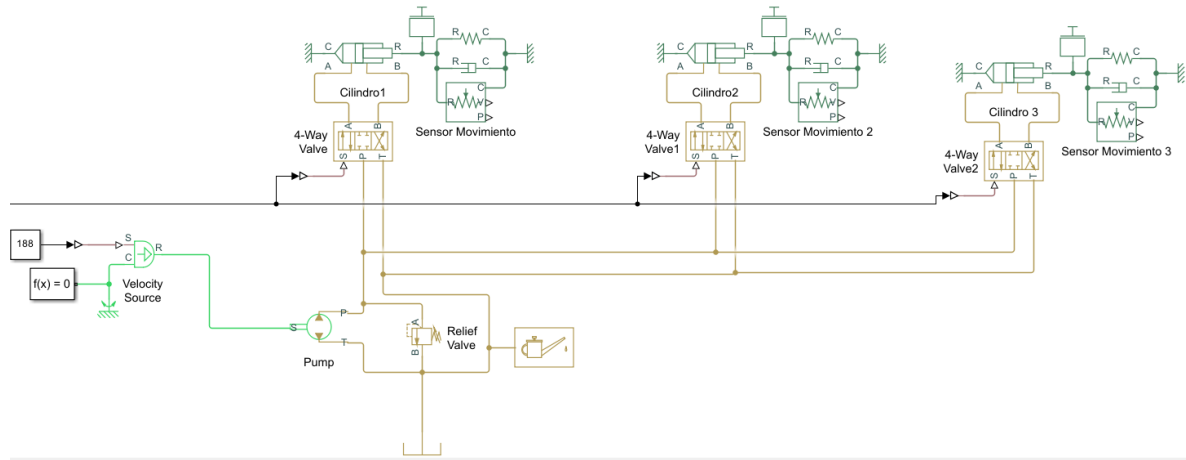 C
R
R
C
A
B
R
C
C
R
P
Cilindro1
Sensor Movimiento
4-Way
Valve
A
B
S
P
T
C
R
R
C
A
B
R
C
C
R
P
Cilindro2
Sensor Movimiento 2
4-Way
Valve1
A
B
S
P
T
C
R
R
C
A
B
R
C
C
R
P
Cilindro 3
Sensor Movimiento 3
4-Way
Valve2
A
B
S
P
T
188
S
R
C
f(x) = 0
Velocity
Source
P
S
T
Pump
A
B
Relief
Valve